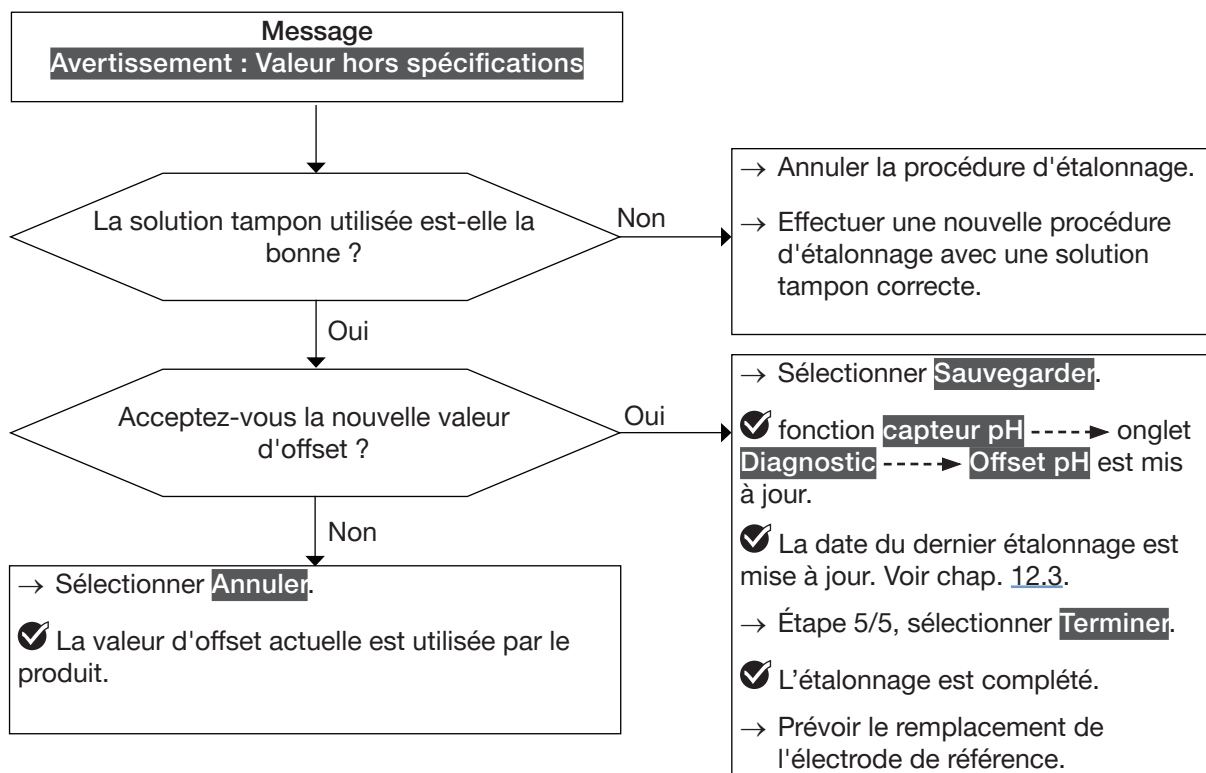 Message
Avertissement : Valeur hors spécifications
La solution tampon utilisée est-elle la
bonne ?
Non
→ Annuler la procédure d'étalonnage.
→ Effectuer une nouvelle procédure
d'étalonnage avec une solution
tampon correcte.
Oui
Acceptez-vous la nouvelle valeur
d'offset ?
Oui
→ Sélectionner Sauvegarder.
fonction capteur pH onglet
Diagnostic Offset pH est mis
à jour.
La date du dernier étalonnage est
mise à jour. Voir chap. 12.3.
→ Étape 5/5, sélectionner Terminer.
L'étalonnage est complété.
→ Prévoir le remplacement de
l'électrode de référence.
Non
→ Sélectionner Annuler.
La valeur d'offset actuelle est utilisée par le
produit.